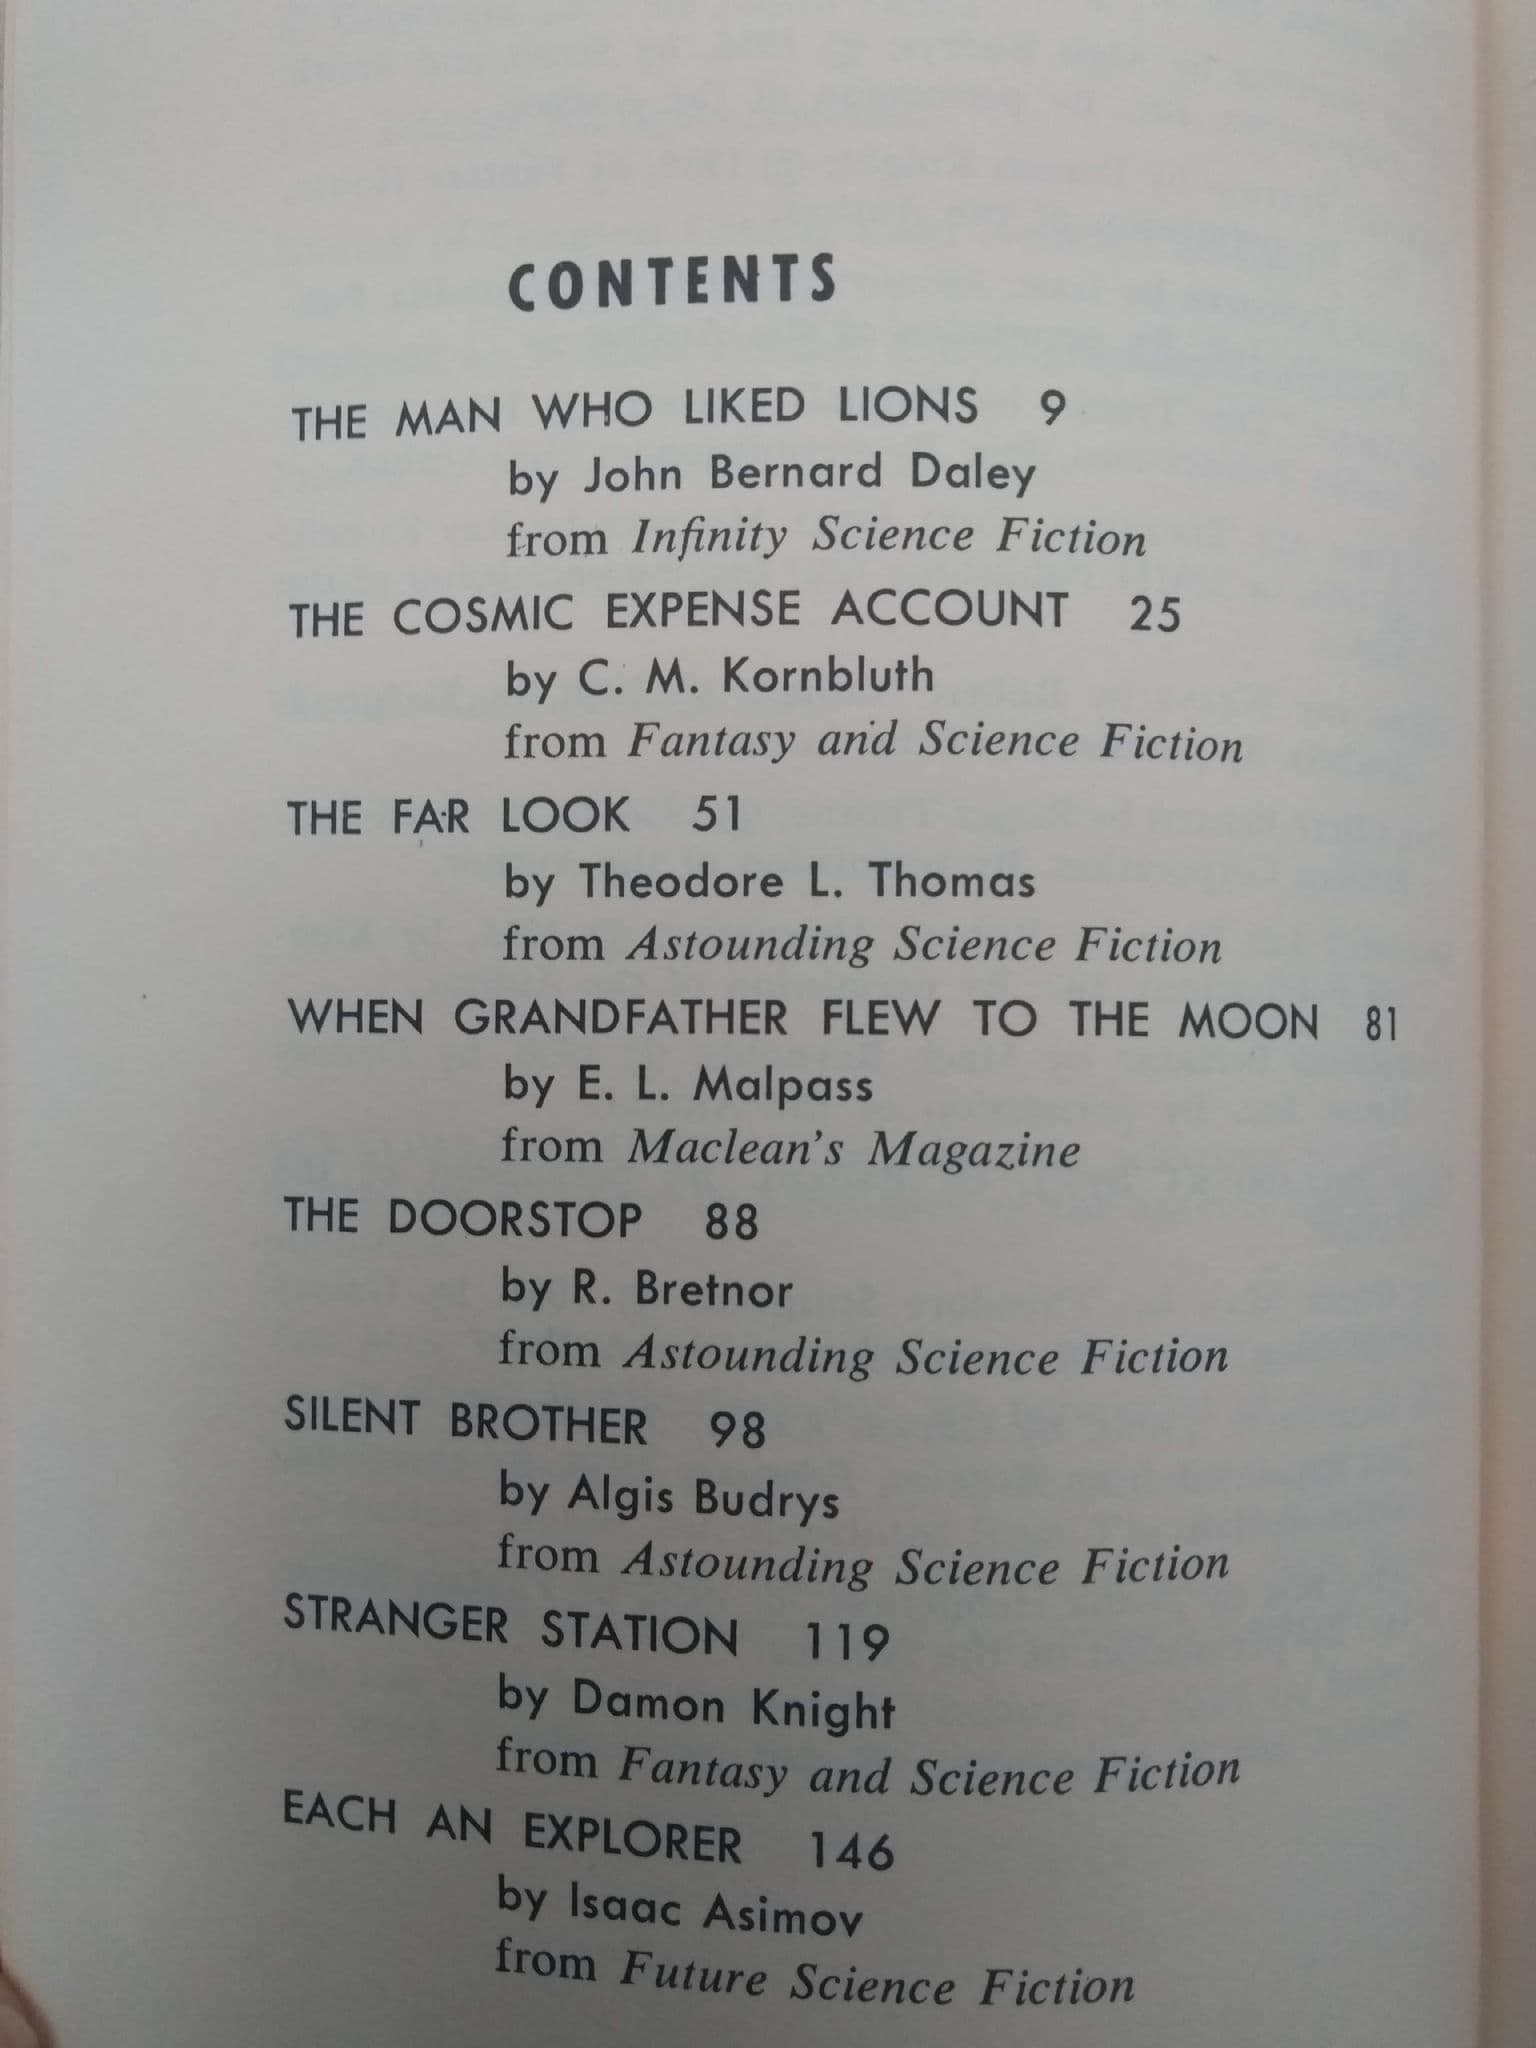 CONTENTS
THE MAN WHO LIKED LIONS 9
by John Bernard Daley
from Infinity Science Fiction
THE COSMIC EXPENSE ACCOUNT 25
by C. M. Kornbluth
from Fantasy and Science Fiction
THE FAR LOOK 51
by Theodore L. Thomas
from Astounding Science Fiction
WHEN GRANDFATHER FLEW TO THE MOON 81
by E. L. Malpass
from Maclean's Magazine
THE DOORSTOP 88
by R. Bretnor
from Astounding Science Fiction
SILENT BROTHER 98
by Algis Budrys
from Astounding Science Fiction
STRANGER STATION 119
by Damon Knight
from Fantasy and Science Fiction
EACH AN EXPLORER 146
by Isaac Asimov
from Future Science Fiction